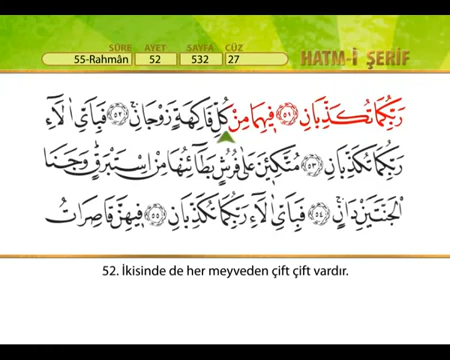 SÛRE AYET SAYFA CÜZ
55-Rahmân 52 532 27
HATM-İ ŞERİF
رَبِّكُمَا تُكَذِّبَانِ ﴿٥١﴾ فِيهِمَا مِنْ كُلِّ فَاكِهَةٍ زَوْجَانِۚ ﴿٥٢﴾ فَبِاَيِّ اٰلَٓاءِ
رَبِّكُمَا تُكَذِّبَانِ ﴿٥٣﴾ مُتَّكِـ۪ٔينَ عَلٰى فُرُشٍ بَطَٓائِنُهَا مِنْ اِسْتَبْرَقٍۜ وَجَنَا
الْجَنَّتَيْنِ دَانٍۚ ﴿٥٤﴾ فَبِاَيِّ اٰلَٓاءِ رَبِّكُمَا تُكَذِّبَانِ ﴿٥٥﴾ ف۪يهِنَّ قَاصِرَاتُ
52. İkisinde de her meyveden çift çift vardır.